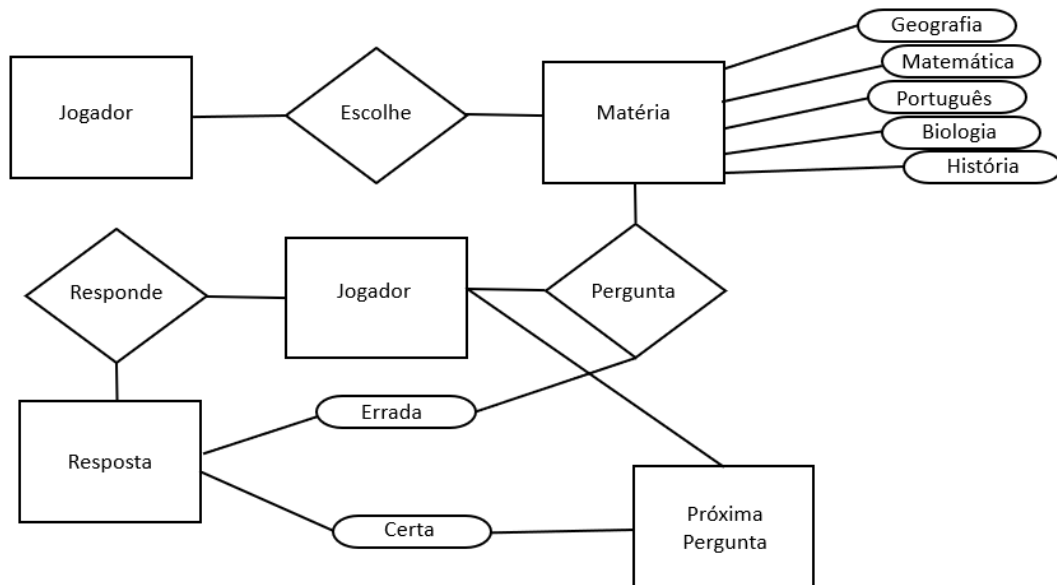 Geografia
Matemática
Português
Biologia
História
Jogador
Escolhe
Matéria
Responde
Jogador
Pergunta
Errada
Resposta
Certa
Próxima
Pergunta